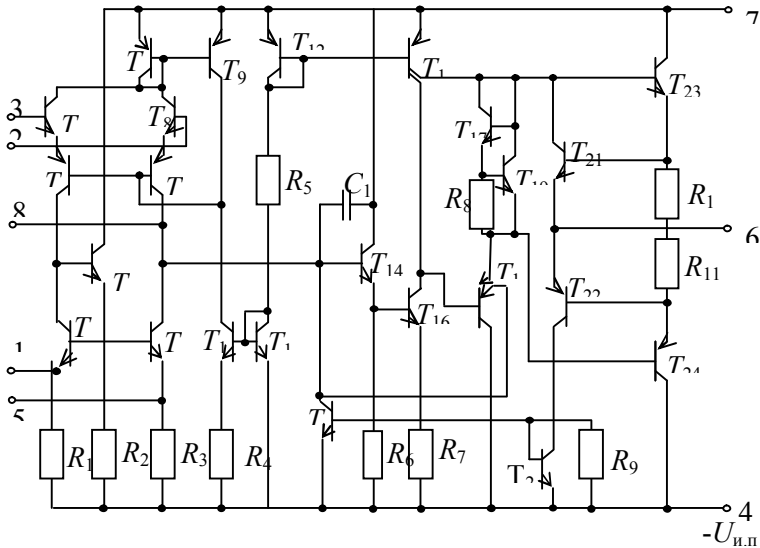 7
T
T₉
T₁₂
T₁
T₂₃
3
T
T₈
T₁₇
T₂₁
2
T
T
R₅
C₁
R₈
T₁₉
R₁
8
6
T₁₄
R₁₁
T
T₁
T₂₂
T₁₆
T
T
T₁
T₁
1
T₂₄
5
T
R₁
R₂
R₃
R₄
R₆
R₇
T₂
R₉
4
-Uи.п